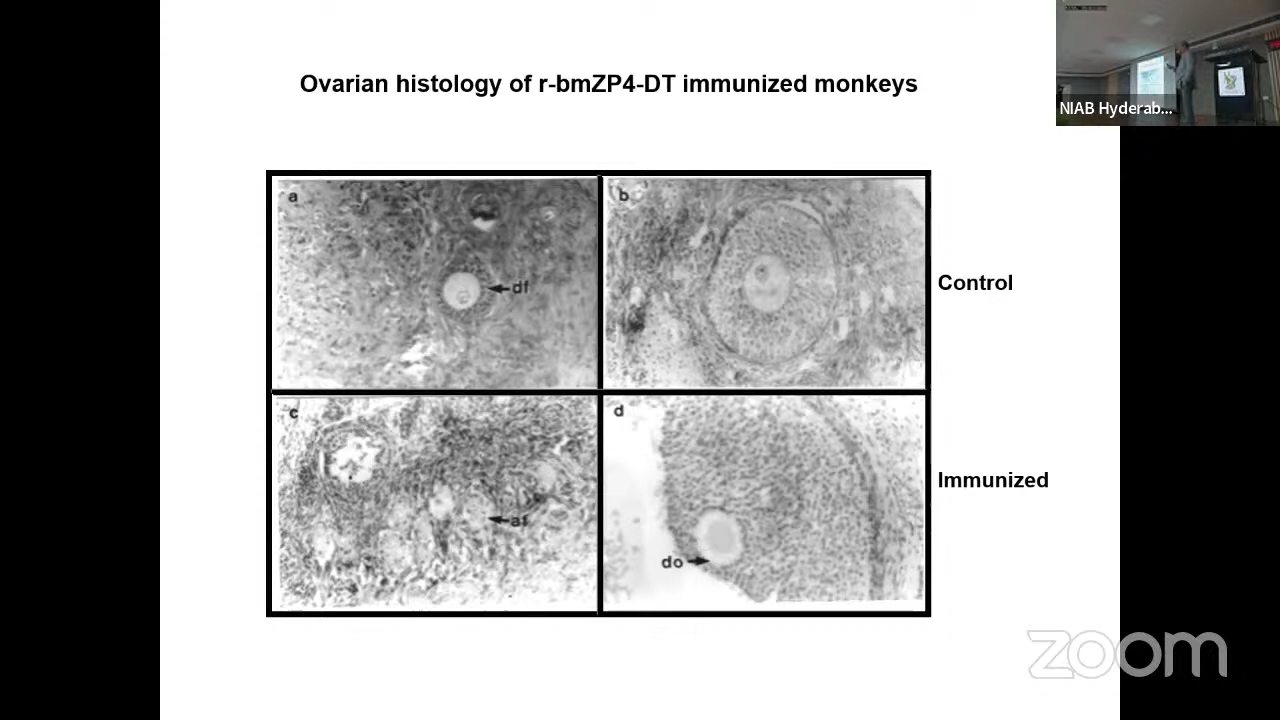 Ovarian histology of r-bmZP4-DT immunized monkeys
NIAB Hyderab...
a
df
b
Control
c
af
d
do
Immunized
zoom